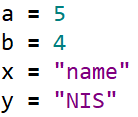 a = 5
b = 4
x = "name"
y = "NIS"